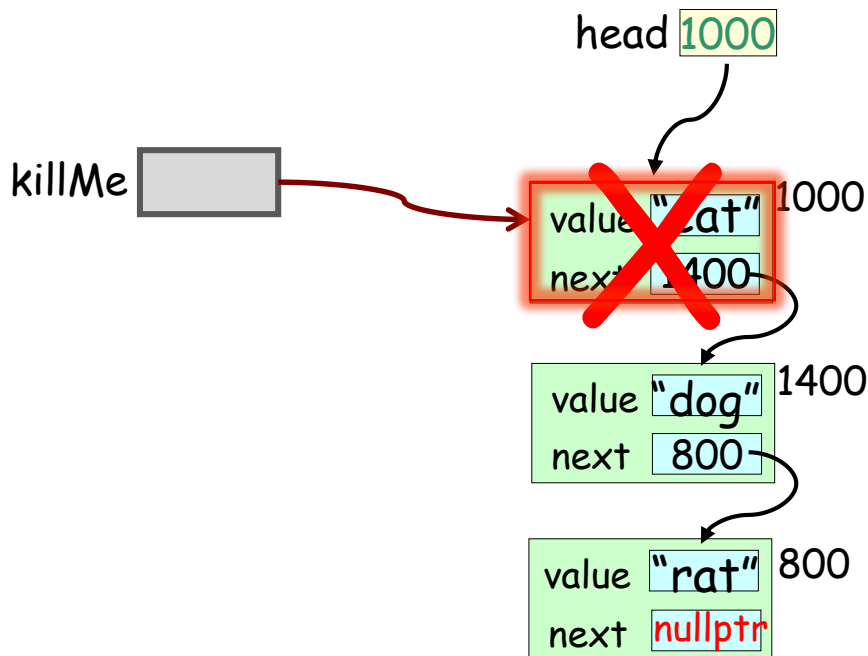 head 1000
killMe
1000
value "cat"
next 1400
1400
value "dog"
next 800
800
value "rat"
next nullptr